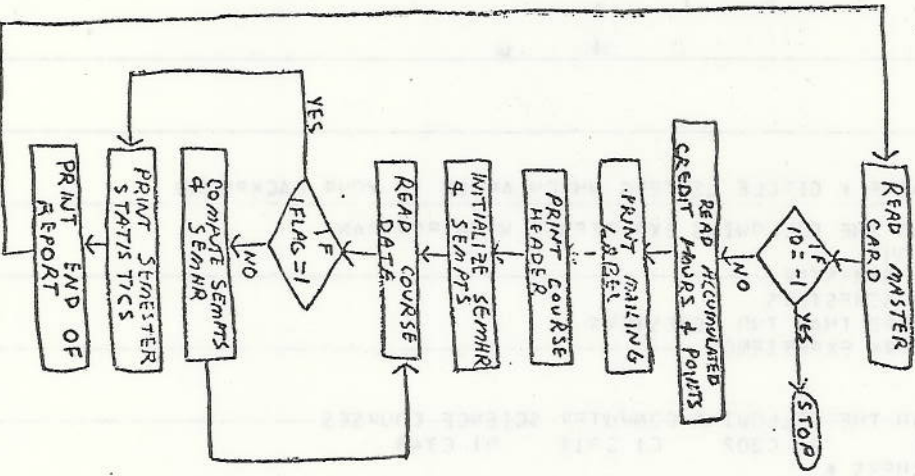 READ MASTER
CARD
IF
ID = 1
YES
STOP
NO
READ ACCUMULATED
CREDIT HOURS & POINTS
PRINT MAILING
LABEL
PRINT COURSE
HEADER
INITIALIZE SEMHR
& SEMPTS
READ COURSE
DATA
IF
IFLAG=1
YES
NO
COMPUTE SEMPTS
& SEMHR
PRINT SEMESTER
STATISTICS
PRINT END OF
REPORT